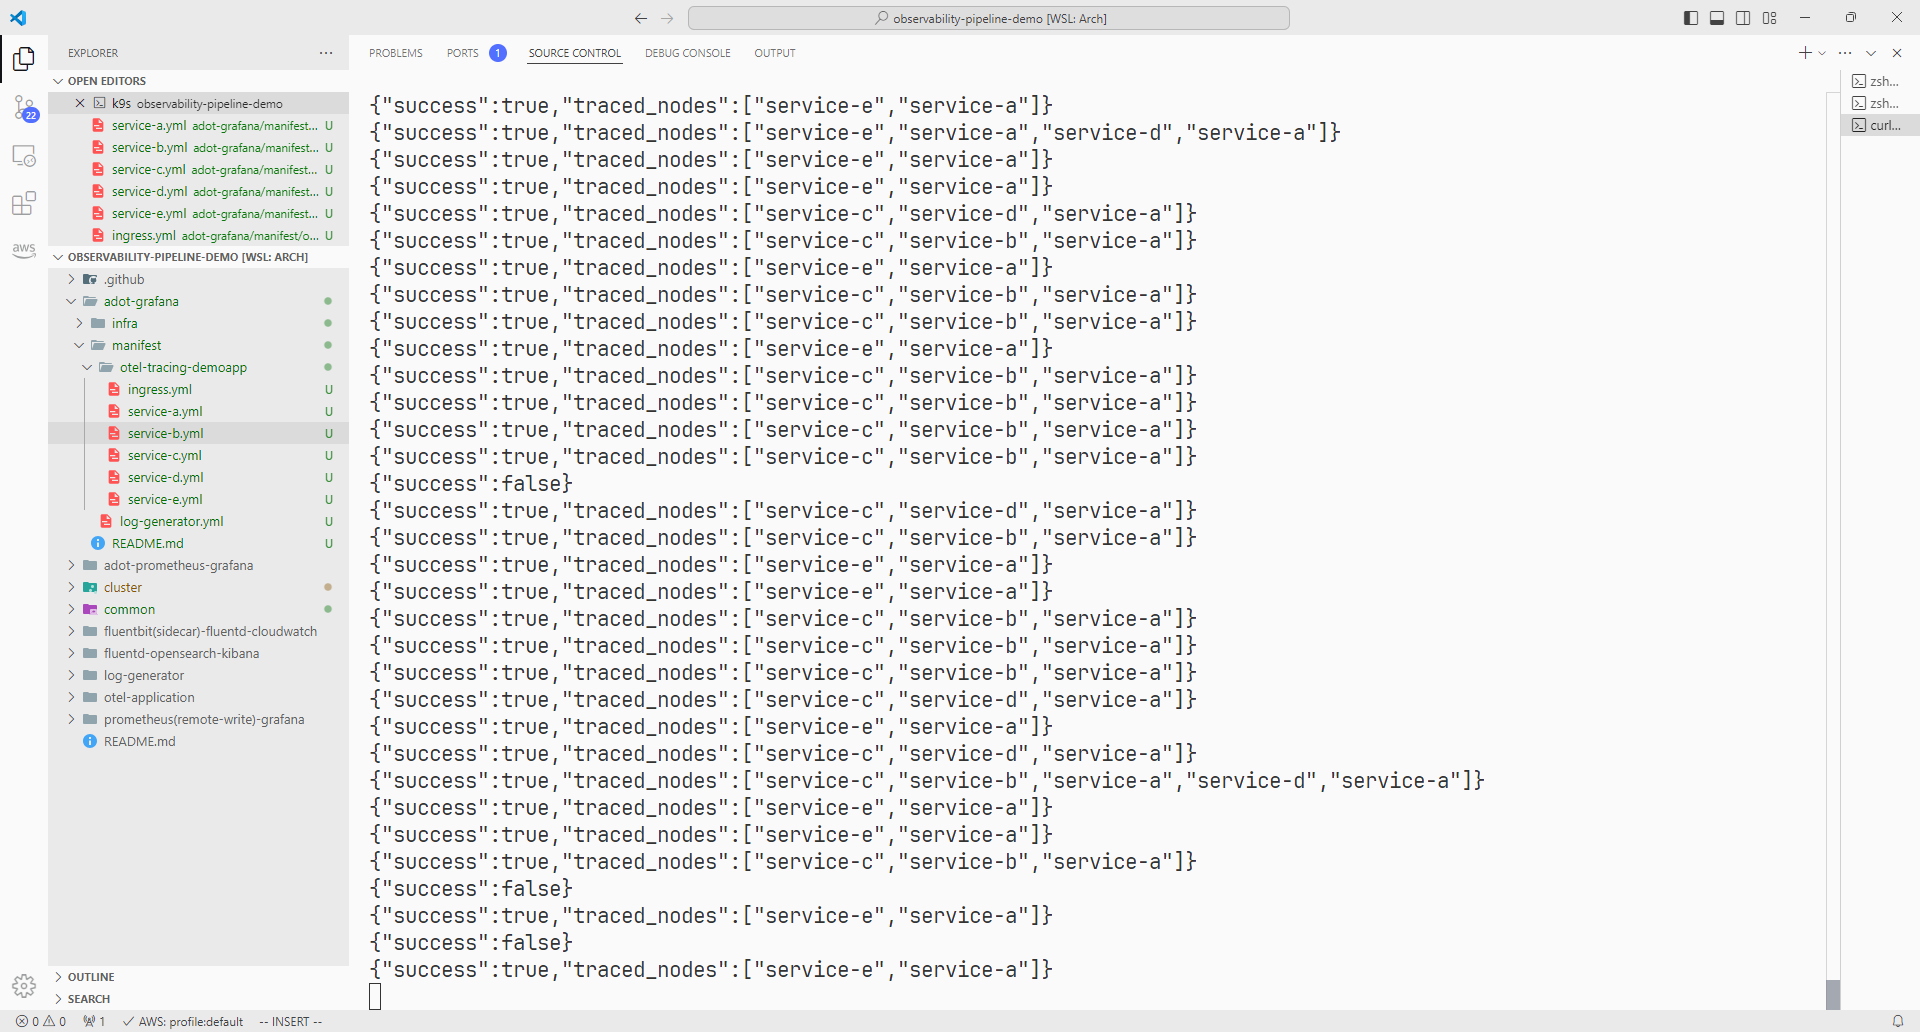 observability-pipeline-demo [WSL: Arch]
EXPLORER
OPEN EDITORS
k9s observability-pipeline-demo
service-a.yml adot-grafana/manifest... U
service-b.yml adot-grafana/manifest... U
service-c.yml adot-grafana/manifest... U
service-d.yml adot-grafana/manifest... U
service-e.yml adot-grafana/manifest... U
ingress.yml adot-grafana/manifest/o... U
OBSERVABILITY-PIPELINE-DEMO [WSL: ARCH]
.github
adot-grafana
infra
manifest
otel-tracing-demoapp
ingress.yml U
service-a.yml U
service-b.yml U
service-c.yml U
service-d.yml U
service-e.yml U
log-generator.yml U
README.md U
adot-prometheus-grafana
cluster
common
fluentbit(sidecar)-fluentd-cloudwatch
fluentd-opensearch-kibana
log-generator
otel-application
prometheus(remote-write)-grafana
README.md
OUTLINE
SEARCH
22
aws
PROBLEMS PORTS 1 SOURCE CONTROL DEBUG CONSOLE OUTPUT
{"success":true,"traced_nodes":["service-e","service-a"]}
{"success":true,"traced_nodes":["service-e","service-a","service-d","service-a"]}
{"success":true,"traced_nodes":["service-e","service-a"]}
{"success":true,"traced_nodes":["service-e","service-a"]}
{"success":true,"traced_nodes":["service-c","service-d","service-a"]}
{"success":true,"traced_nodes":["service-c","service-b","service-a"]}
{"success":true,"traced_nodes":["service-e","service-a"]}
{"success":true,"traced_nodes":["service-c","service-b","service-a"]}
{"success":true,"traced_nodes":["service-c","service-b","service-a"]}
{"success":true,"traced_nodes":["service-e","service-a"]}
{"success":true,"traced_nodes":["service-c","service-b","service-a"]}
{"success":true,"traced_nodes":["service-c","service-b","service-a"]}
{"success":true,"traced_nodes":["service-c","service-b","service-a"]}
{"success":true,"traced_nodes":["service-c","service-b","service-a"]}
{"success":false}
{"success":true,"traced_nodes":["service-c","service-d","service-a"]}
{"success":true,"traced_nodes":["service-c","service-b","service-a"]}
{"success":true,"traced_nodes":["service-e","service-a"]}
{"success":true,"traced_nodes":["service-e","service-a"]}
{"success":true,"traced_nodes":["service-c","service-b","service-a"]}
{"success":true,"traced_nodes":["service-c","service-b","service-a"]}
{"success":true,"traced_nodes":["service-c","service-b","service-a"]}
{"success":true,"traced_nodes":["service-c","service-d","service-a"]}
{"success":true,"traced_nodes":["service-e","service-a"]}
{"success":true,"traced_nodes":["service-c","service-d","service-a"]}
{"success":true,"traced_nodes":["service-c","service-b","service-a","service-d","service-a"]}
{"success":true,"traced_nodes":["service-e","service-a"]}
{"success":true,"traced_nodes":["service-e","service-a"]}
{"success":true,"traced_nodes":["service-c","service-b","service-a"]}
{"success":false}
{"success":true,"traced_nodes":["service-e","service-a"]}
{"success":false}
{"success":true,"traced_nodes":["service-e","service-a"]}
zsh...
zsh...
curl...
0 0 1 AWS: profile:default -- INSERT --